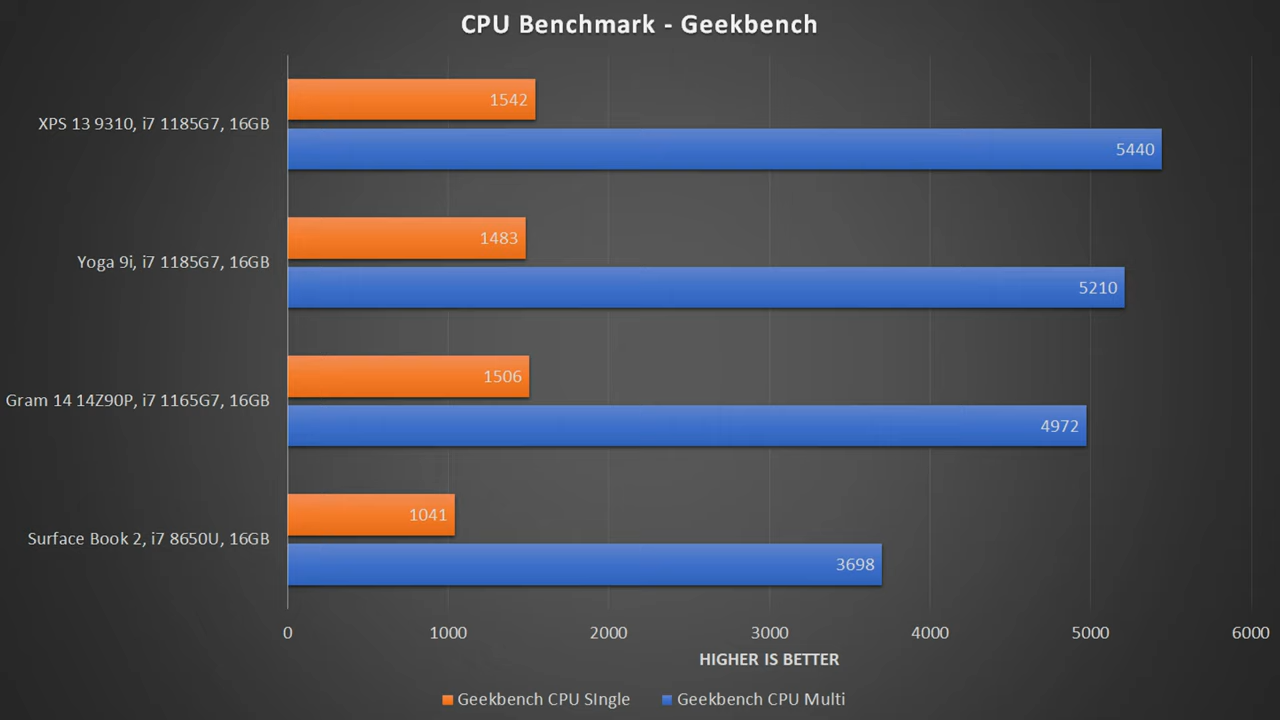 CPU Benchmark - Geekbench
XPS 13 9310, i7 1185G7, 16GB
1542
5440
Yoga 9i, i7 1185G7, 16GB
1483
5210
Gram 14 14Z90P, i7 1165G7, 16GB
1506
4972
Surface Book 2, i7 8650U, 16GB
1041
3698
0 1000 2000 3000 4000 5000 6000
HIGHER IS BETTER
Geekbench CPU SIngle Geekbench CPU Multi